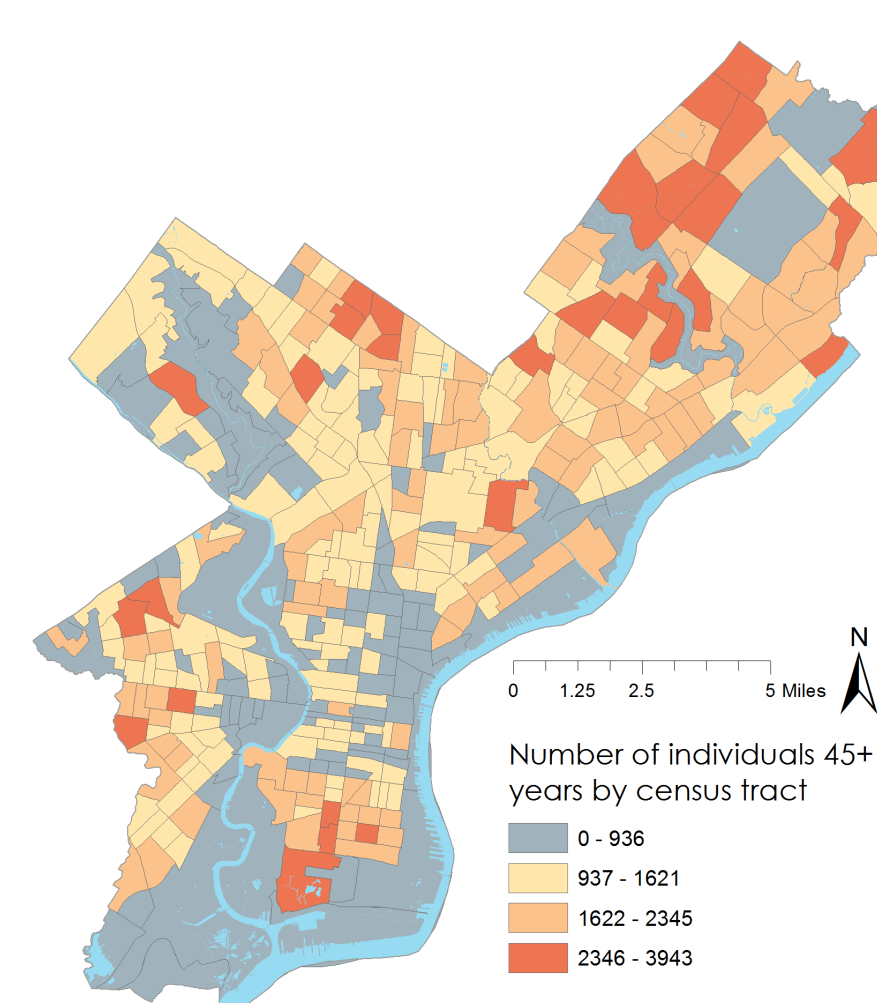 N
0 1.25 2.5 5 Miles
Number of individuals 45+
years by census tract
0 - 936
937 - 1621
1622 - 2345
2346 - 3943